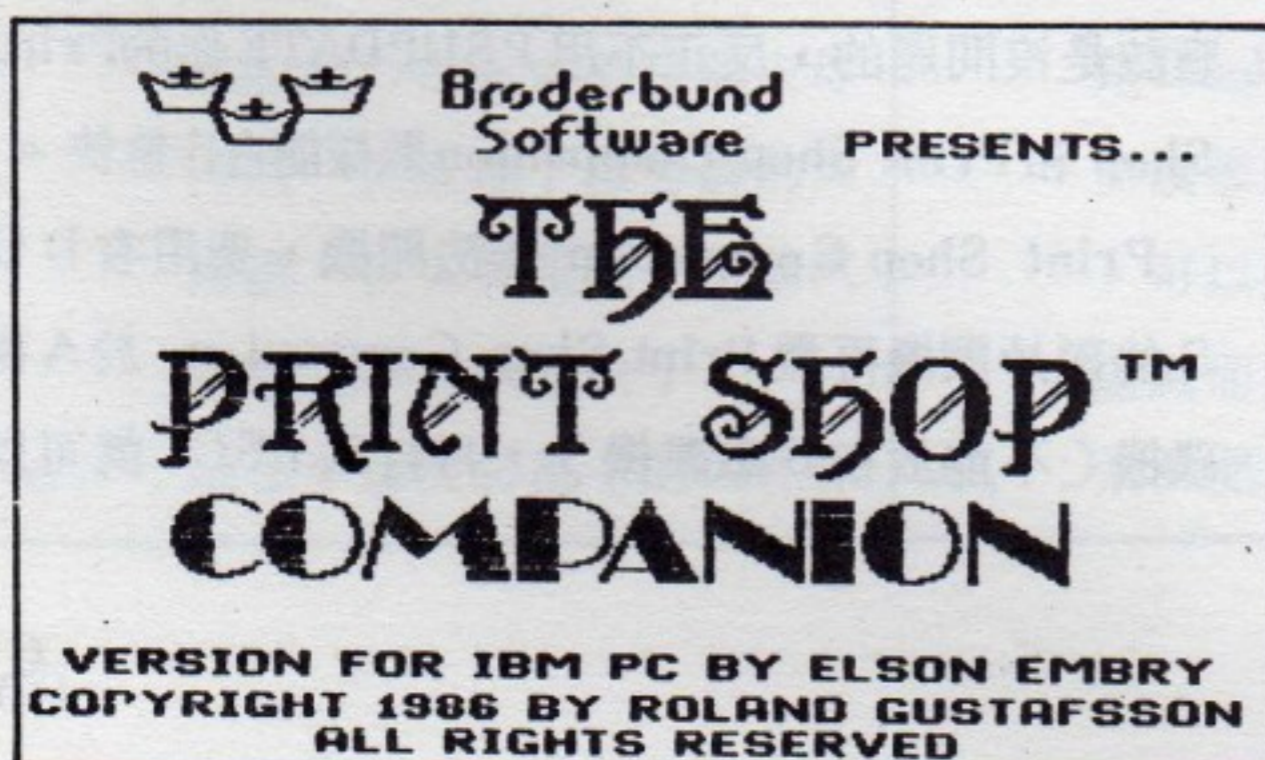 Broderbund
Software PRESENTS...
THE
PRINT SHOP™
COMPANION
VERSION FOR IBM PC BY ELSON EMBRY
COPYRIGHT 1986 BY ROLAND GUSTAFSSON
ALL RIGHTS RESERVED